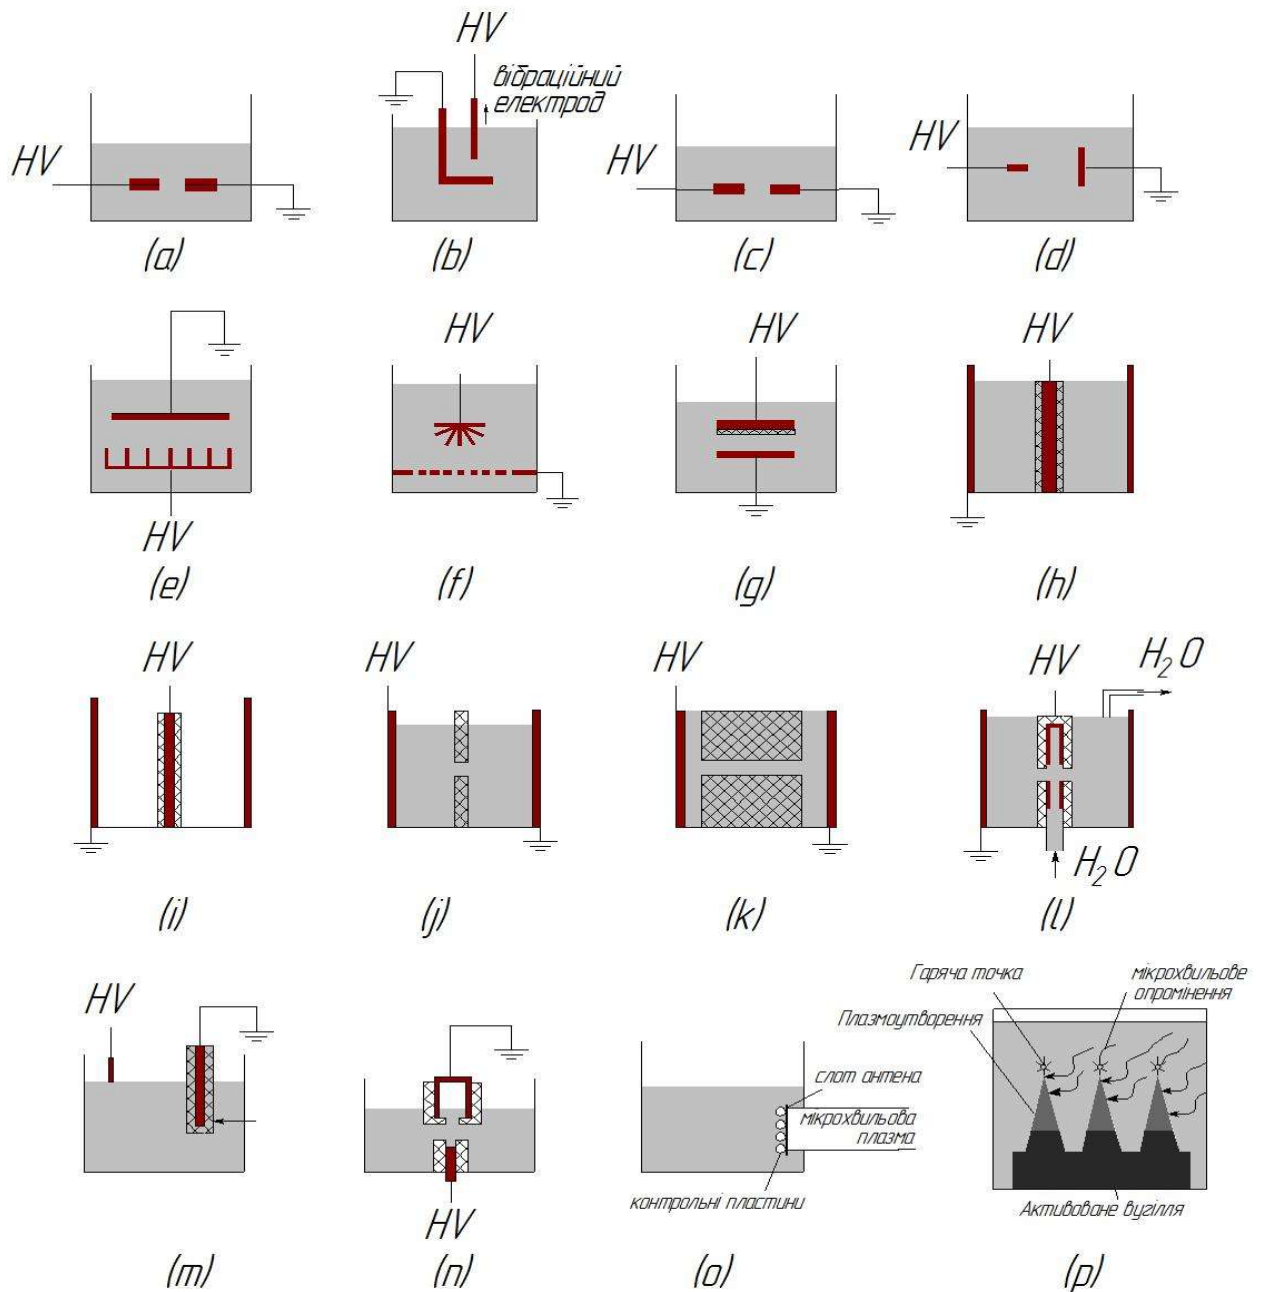 HV
вібраційний
електрод
HV
HV
HV
(a)
(b)
(c)
(d)
HV
HV
HV
HV
(e)
(f)
(g)
(h)
HV
HV
HV
HV
H₂O
H₂O
(i)
(j)
(k)
(l)
HV
HV
слот антена
мікрохвильова
плазма
контрольні пластини
Гаряча точка
мікрохвильове
опромінення
Плазмоутворення
Активоване вугілля
(m)
(n)
(o)
(p)